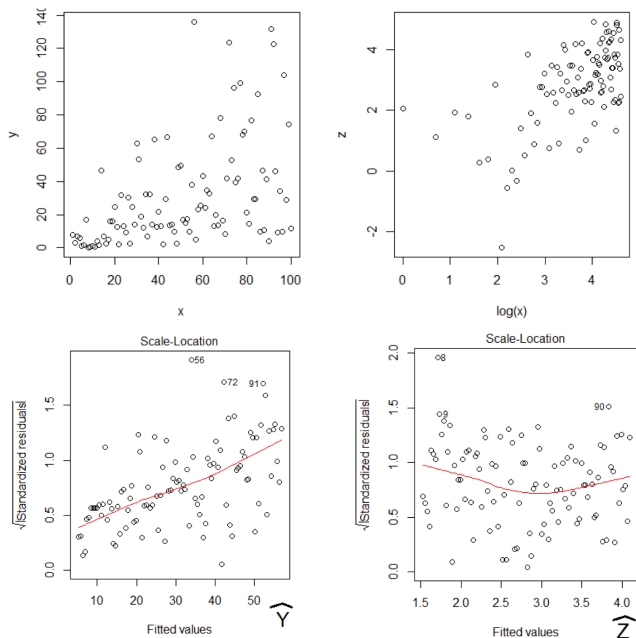 140
120
100
80
60
40
20
0
y
0 20 40 60 80 100
x
4
2
0
-2
z
0 1 2 3 4
log(x)
Scale-Location
56
72
91
1.5
1.0
0.5
0.0
√|Standardized residuals|
10 20 30 40 50
Fitted values
Y
Scale-Location
8
9
90
2.0
1.5
1.0
0.5
0.0
√|Standardized residuals|
1.5 2.0 2.5 3.0 3.5 4.0
Fitted values
Z